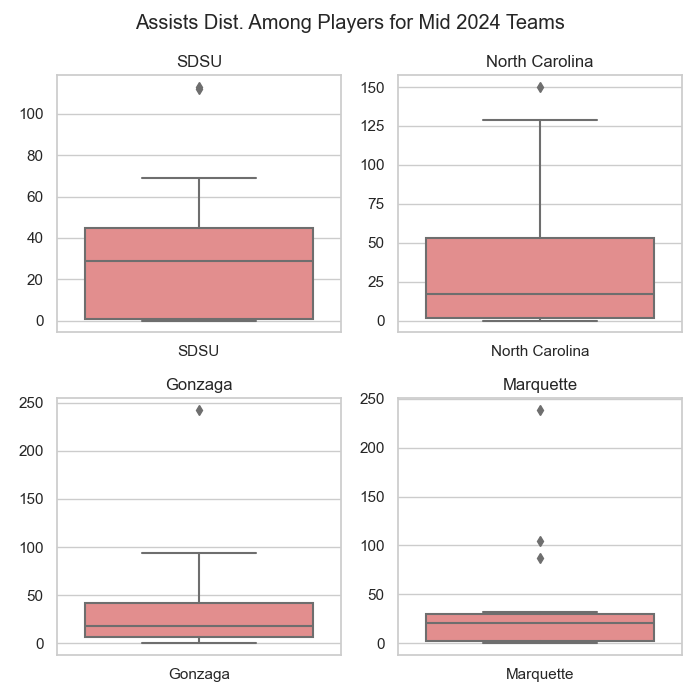 Assists Dist. Among Players for Mid 2024 Teams
SDSU
100
80
60
40
20
0
SDSU
North Carolina
150
125
100
75
50
25
0
North Carolina
Gonzaga
250
200
150
100
50
0
Gonzaga
Marquette
250
200
150
100
50
0
Marquette